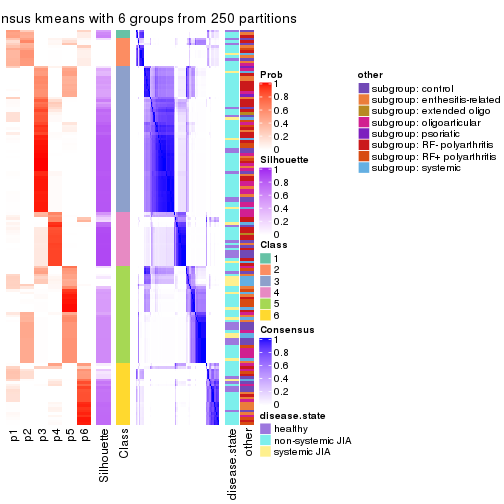 nsus kmeans with 6 groups from 250 partitions
Prob
1
0.8
0.6
0.4
0.2
0
Silhouette
1
0.8
0.6
0.4
0.2
0
Class
1
2
3
4
5
6
Consensus
1
0.8
0.6
0.4
0.2
0
disease.state
healthy
non-systemic JIA
systemic JIA
other
subgroup: control
subgroup: enthesitis-related
subgroup: extended oligo
subgroup: oligoarticular
subgroup: psoriatic
subgroup: RF- polyarthritis
subgroup: RF+ polyarthritis
subgroup: systemic
p1
p2
p3
p4
p5
p6
Silhouette
Class
disease.state
other